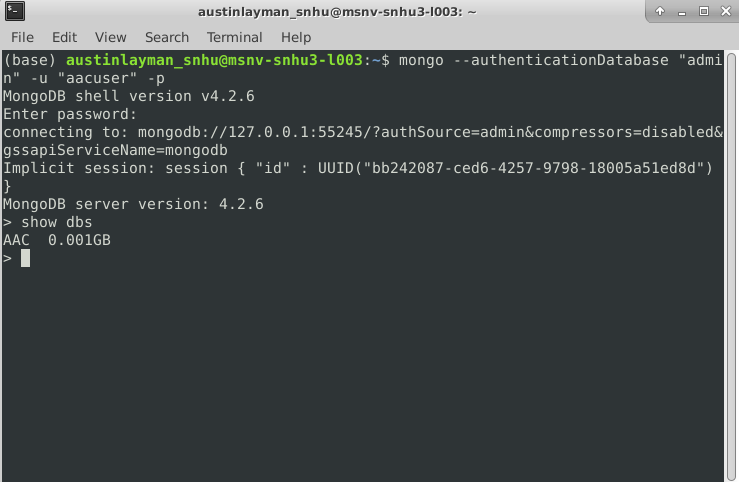 austinlayman_snhu@msnv-snhu3-l003: ~
File Edit View Search Terminal Help
(base) austinlayman_snhu@msnv-snhu3-l003:~$ mongo --authenticationDatabase "admi
n" -u "aacuser" -p
MongoDB shell version v4.2.6
Enter password:
connecting to: mongodb://127.0.0.1:55245/?authSource=admin&compressors=disabled&
gssapiServiceName=mongodb
Implicit session: session { "id" : UUID("bb242087-ced6-4257-9798-18005a51ed8d")
}
MongoDB server version: 4.2.6
> show dbs
AAC  0.001GB
>